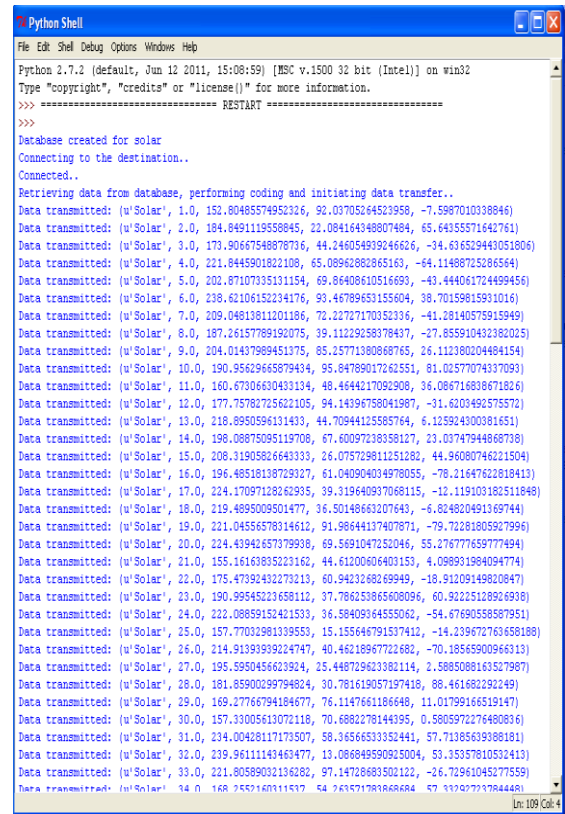 Python Shell
File Edit Shell Debug Options Windows Help
Python 2.7.2 (default, Jun 12 2011, 15:08:59) [MSC v.1500 32 bit (Intel)] on win32
Type "copyright", "credits" or "license()" for more information.
>>> ================================ RESTART ================================
>>>
Database created for solar
Connecting to the destination..
Connected..
Retrieving data from database, performing coding and initiating data transfer..
Data transmitted: (u'Solar', 1.0, 152.80485574952326, 92.03705264523958, -7.5987010338846)
Data transmitted: (u'Solar', 2.0, 184.8491119558845, 22.084164348807484, 65.64355571642761)
Data transmitted: (u'Solar', 3.0, 173.90667548878736, 44.246054939246626, -34.636529443051806)
Data transmitted: (u'Solar', 4.0, 221.8445901822108, 65.08962882865163, -64.11488725286564)
Data transmitted: (u'Solar', 5.0, 202.87107335131154, 69.86408610516693, -43.444061724499456)
Data transmitted: (u'Solar', 6.0, 238.62106152234176, 93.46789653155604, 38.70159815931016)
Data transmitted: (u'Solar', 7.0, 209.04813811201186, 72.22727170352336, -41.28140575915949)
Data transmitted: (u'Solar', 8.0, 187.26157789192075, 39.11229258378437, -27.855910432382025)
Data transmitted: (u'Solar', 9.0, 204.01437989451375, 85.25771380868765, 26.112380204484154)
Data transmitted: (u'Solar', 10.0, 190.95629665879434, 95.84789017262551, 81.02577074337093)
Data transmitted: (u'Solar', 11.0, 160.67306630433134, 48.4644217092908, 36.086716838671826)
Data transmitted: (u'Solar', 12.0, 177.75782725622105, 94.14396758041987, -31.6203492575572)
Data transmitted: (u'Solar', 13.0, 218.8950596131433, 44.70944125585764, 6.125924300381651)
Data transmitted: (u'Solar', 14.0, 198.08875095119708, 67.60097238358127, 23.03747944868738)
Data transmitted: (u'Solar', 15.0, 208.31905826643333, 26.075729811251282, 44.96080746221504)
Data transmitted: (u'Solar', 16.0, 196.48518138729327, 61.040904034978055, -78.21647622818413)
Data transmitted: (u'Solar', 17.0, 224.17097128262935, 39.319640937068115, -12.119103182511848)
Data transmitted: (u'Solar', 18.0, 219.4895009501477, 36.50148663207643, -6.824820491369744)
Data transmitted: (u'Solar', 19.0, 221.04556578314612, 91.98644137407871, -79.72281805927996)
Data transmitted: (u'Solar', 20.0, 224.43942657379938, 69.5691047252046, 55.276777659777494)
Data transmitted: (u'Solar', 21.0, 155.16163835223162, 44.61200606403153, 4.098931984094774)
Data transmitted: (u'Solar', 22.0, 175.47392432273213, 60.9423268269949, -18.91209149820847)
Data transmitted: (u'Solar', 23.0, 190.99545223658112, 37.786253865608096, 60.92225128926938)
Data transmitted: (u'Solar', 24.0, 222.08859152421533, 36.58409364555062, -54.67690558587951)
Data transmitted: (u'Solar', 25.0, 157.77032981339553, 15.155646791537412, -14.239672763658188)
Data transmitted: (u'Solar', 26.0, 214.91393939224747, 40.46218967722682, -70.18565900966313)
Data transmitted: (u'Solar', 27.0, 195.5950456623924, 25.448729623382114, 2.5885088163527987)
Data transmitted: (u'Solar', 28.0, 181.85900299794824, 30.781619057197418, 88.461682292249)
Data transmitted: (u'Solar', 29.0, 169.27766794184677, 76.1147661186648, 11.01799166519147)
Data transmitted: (u'Solar', 30.0, 157.33005613072118, 70.6882278144395, 0.5805972276480836)
Data transmitted: (u'Solar', 31.0, 234.00428117173507, 58.36566533352441, 57.71385639388181)
Data transmitted: (u'Solar', 32.0, 239.96111143463477, 13.086849590925004, 53.35357810532413)
Data transmitted: (u'Solar', 33.0, 221.80589032136282, 97.14728683502122, -26.72961045277559)
Data transmitted: (u'Solar', 34.0, 168.2552160311537, 54.263571783868684, 57.33292723784448)
Ln: 109 Col: 4